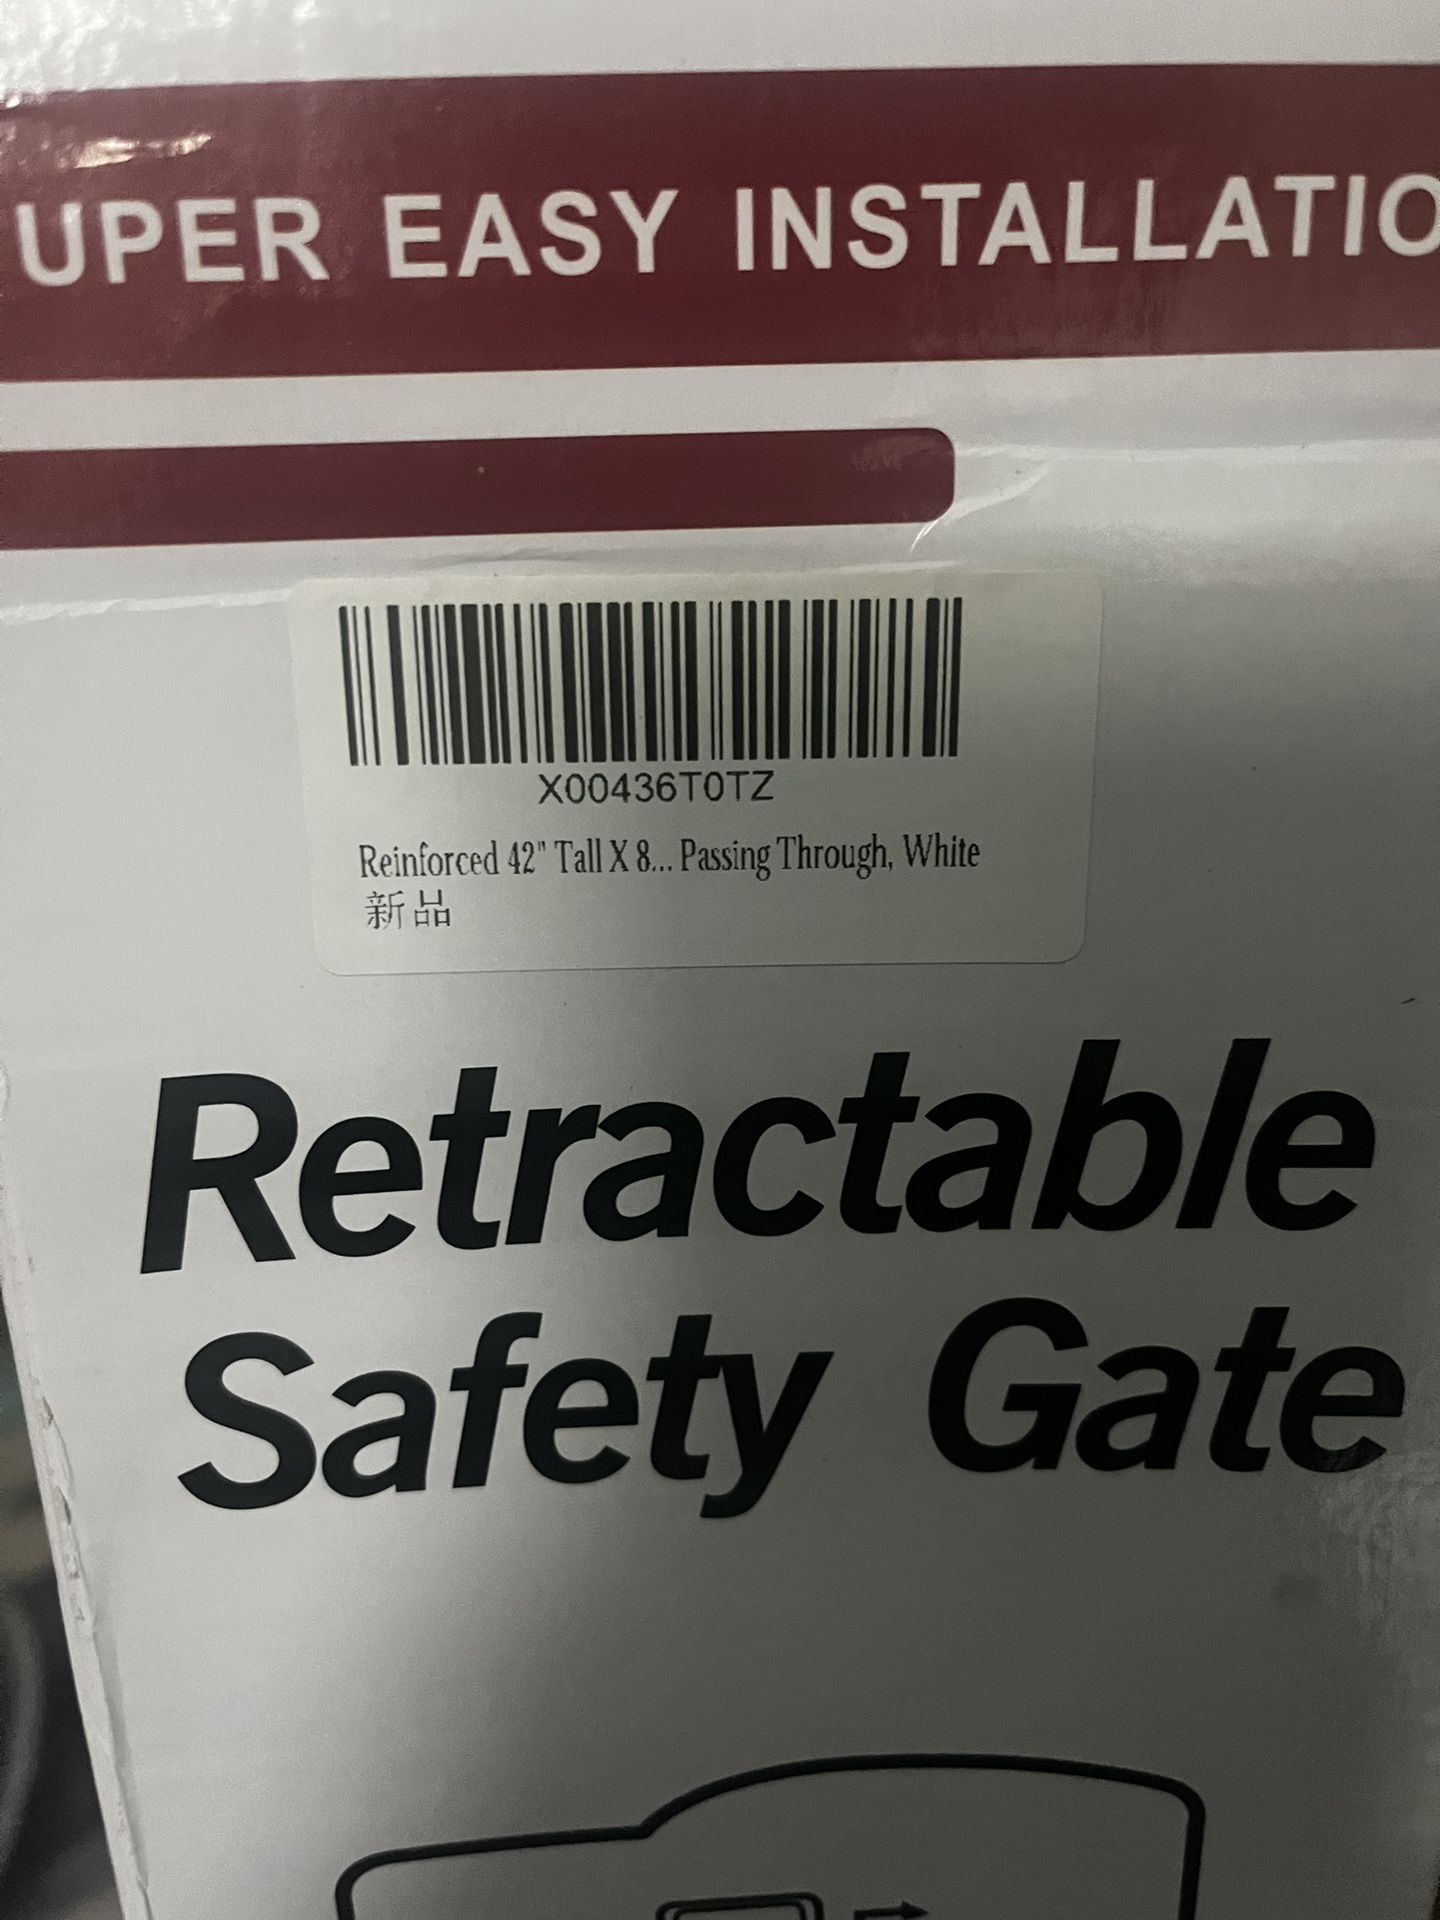 UPER EASY INSTALLATIO
X00436T0TZ
Reinforced 42" Tall X 8... Passing Through, White
新品
Retractable
Safety Gate